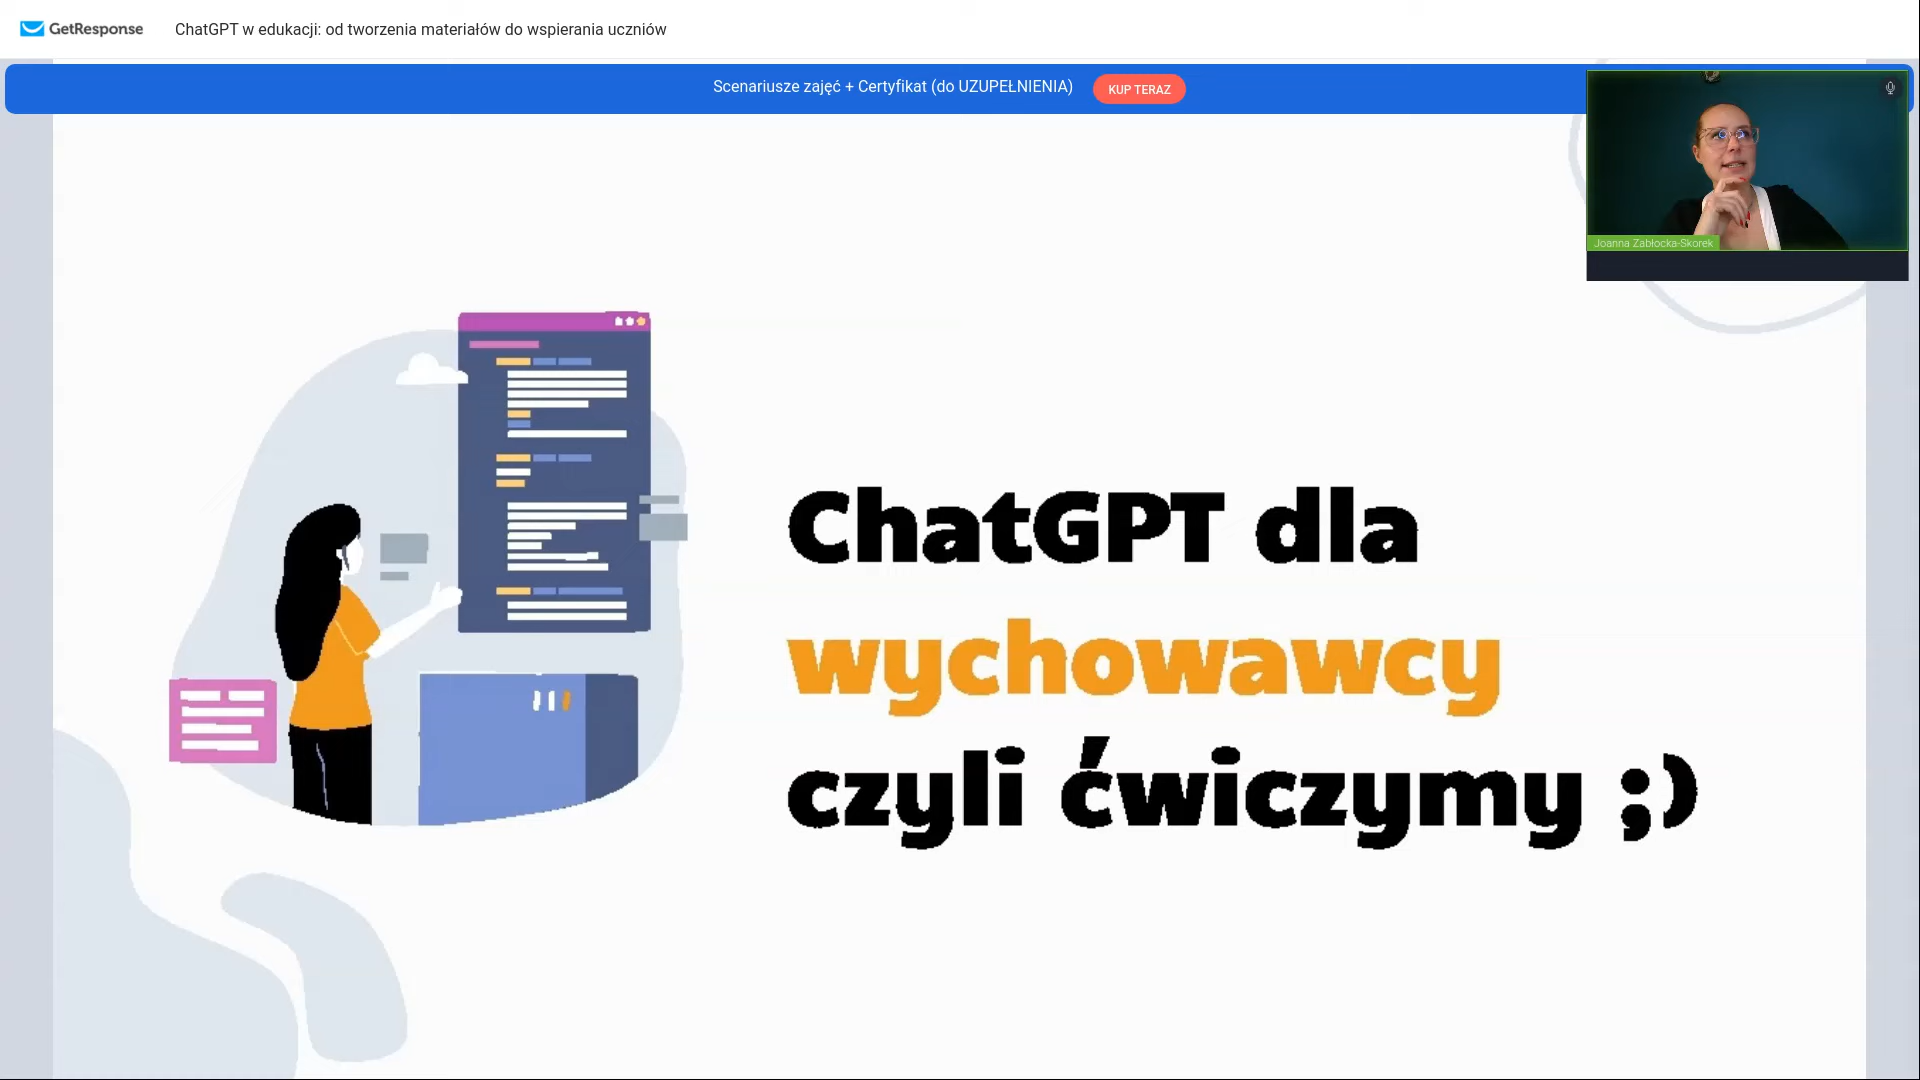 GetResponse
ChatGPT w edukacji: od tworzenia materiałów do wspierania uczniów
Scenariusze zajęć + Certyfikat (do UZUPEŁNIENIA)
KUP TERAZ
Joanna Zabłocka-Skorek
ChatGPT dla
wychowawcy
czyli ćwiczymy ;)